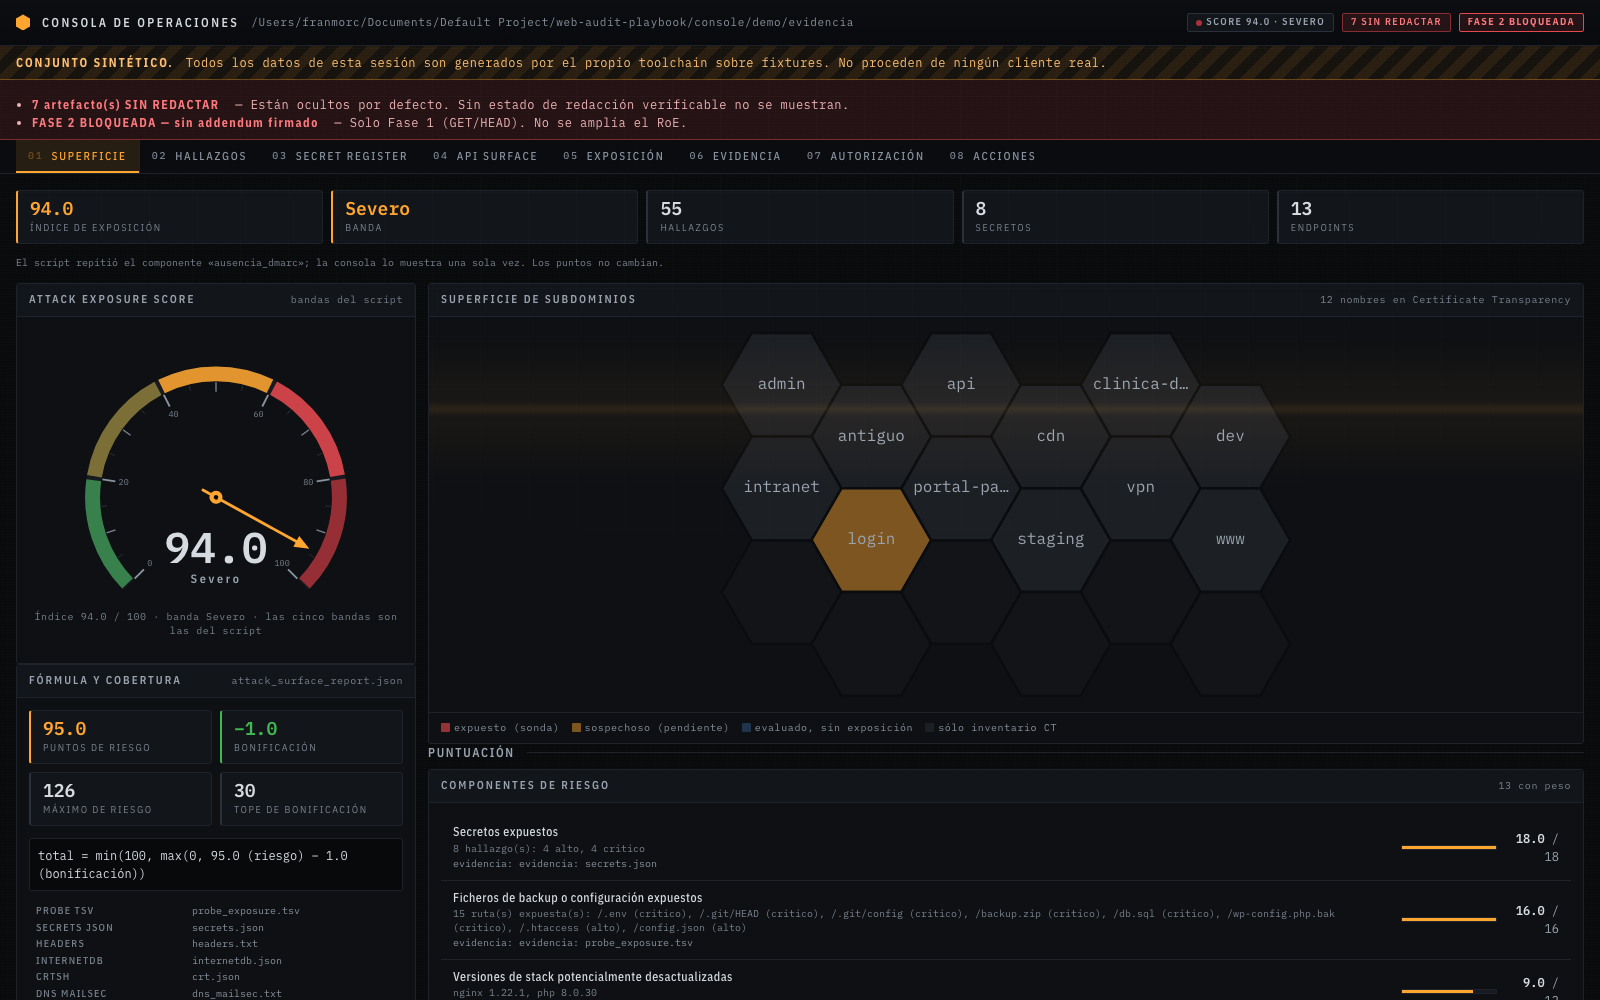 CONSOLA DE OPERACIONES /Users/franmorc/Documents/Default Project/web-audit-playbook/console/demo/evidencia
SCORE 94.0 · SEVERO
7 SIN REDACTAR
FASE 2 BLOQUEADA
CONJUNTO SINTÉTICO. Todos los datos de esta sesión son generados por el propio toolchain sobre fixtures. No proceden de ningún cliente real.
• 7 artefacto(s) SIN REDACTAR — Están ocultos por defecto. Sin estado de redacción verificable no se muestran.
• FASE 2 BLOQUEADA — sin addendum firmado — Solo Fase 1 (GET/HEAD). No se amplía el RoE.
01 SUPERFICIE 02 HALLAZGOS 03 SECRET REGISTER 04 API SURFACE 05 EXPOSICIÓN 06 EVIDENCIA 07 AUTORIZACIÓN 08 ACCIONES
94.0
ÍNDICE DE EXPOSICIÓN
Severo
BANDA
55
HALLAZGOS
8
SECRETOS
13
ENDPOINTS
El script repitió el componente «ausencia_dmarc»; la consola lo muestra una sola vez. Los puntos no cambian.
ATTACK EXPOSURE SCORE bandas del script
0
20
40
60
80
100
94.0
Severo
Índice 94.0 / 100 · banda Severo · las cinco bandas son
las del script
FÓRMULA Y COBERTURA attack_surface_report.json
95.0
PUNTOS DE RIESGO
−1.0
BONIFICACIÓN
126
MÁXIMO DE RIESGO
30
TOPE DE BONIFICACIÓN
total = min(100, max(0, 95.0 (riesgo) − 1.0
(bonificación))
PROBE TSV probe_exposure.tsv
SECRETS JSON secrets.json
HEADERS headers.txt
INTERNETDB internetdb.json
CRTSH crt.json
DNS MAILSEC dns_mailsec.txt
SUPERFICIE DE SUBDOMINIOS 12 nombres en Certificate Transparency
admin
api
clinica-d…
antiguo
cdn
dev
intranet
portal-pa…
vpn
login
staging
www
expuesto (sonda) sospechoso (pendiente) evaluado, sin exposición sólo inventario CT
PUNTUACIÓN
COMPONENTES DE RIESGO 13 con peso
Secretos expuestos
8 hallazgo(s): 4 alto, 4 critico
evidencia: evidencia: secrets.json
18.0 /
18
Ficheros de backup o configuración expuestos
15 ruta(s) expuesta(s): /.env (critico), /.git/HEAD (critico), /.git/config (critico), /backup.zip (critico), /db.sql (critico), /wp-config.php.bak
(critico), /.htaccess (alto), /config.json (alto)
evidencia: evidencia: probe_exposure.tsv
16.0 /
16
Versiones de stack potencialmente desactualizadas
nginx 1.22.1, php 8.0.30
9.0 /